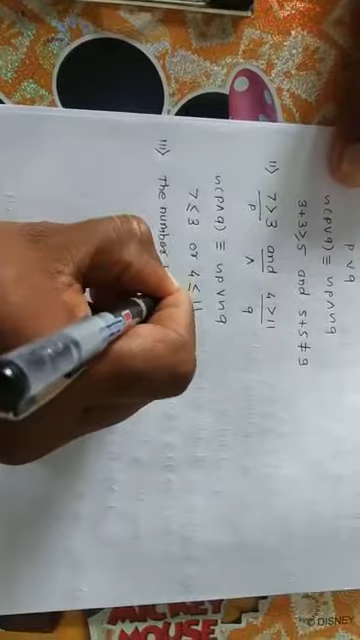 p ∨ q
~(p∨q) ≡ ~p∧~q
3+3>5 and 5+5≠9
ii) 7>3 and 4>11
p ∧ q
~(p∧q) ≡ ~p∨~q
7≤3 or 4≤11
iii) The number
MICKEY
MOUSE
© DISNEY